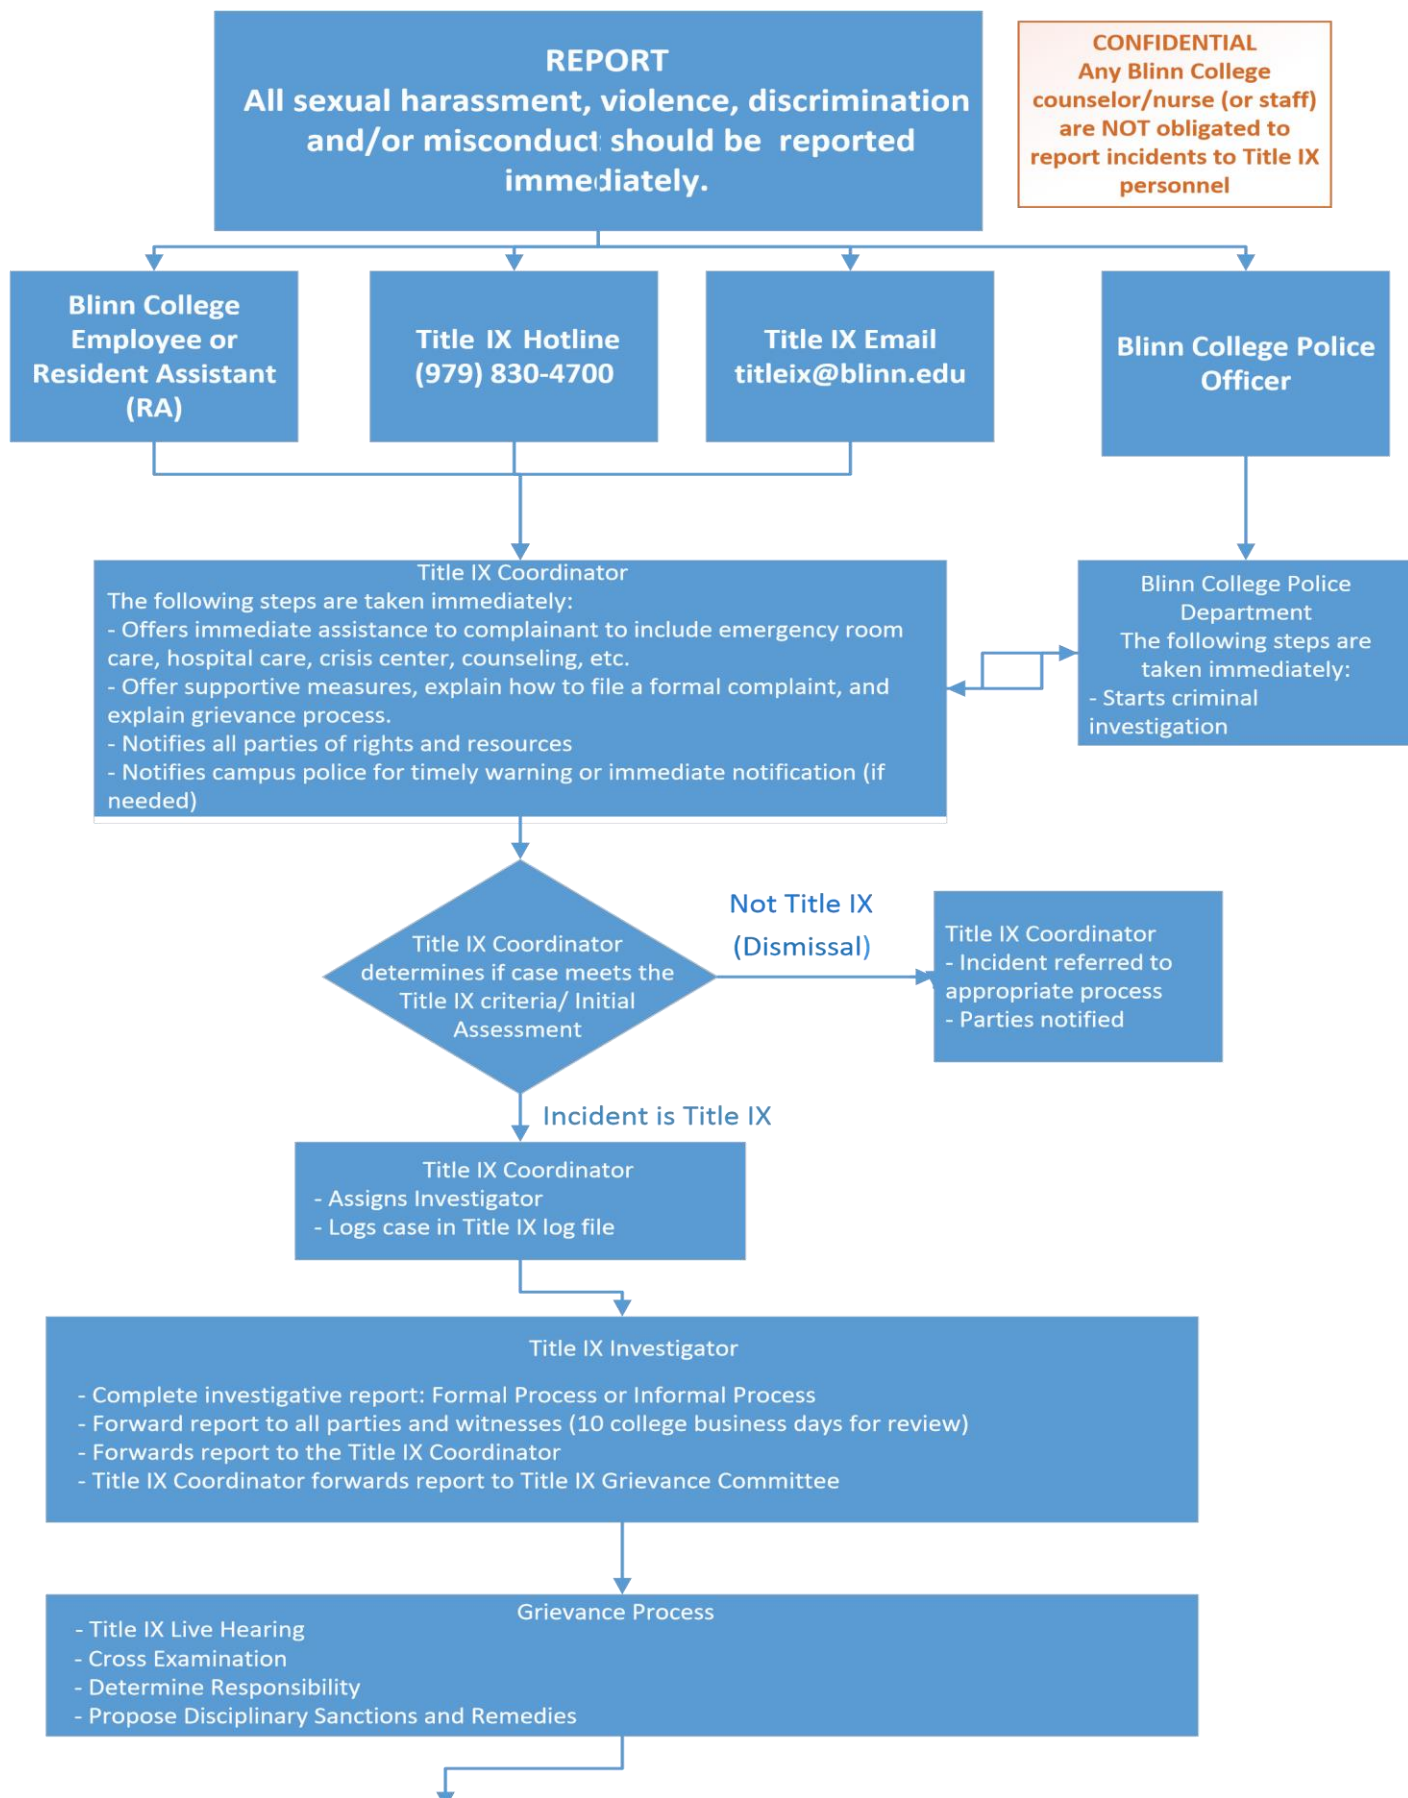 REPORT
All sexual harassment, violence, discrimination
and/or misconduct should be reported
immediately.
CONFIDENTIAL
Any Blinn College
counselor/nurse (or staff)
are NOT obligated to
report incidents to Title IX
personnel
Blinn College
Employee or
Resident Assistant
(RA)
Title IX Hotline
(979) 830-4700
Title IX Email
titleix@blinn.edu
Blinn College Police
Officer
Title IX Coordinator
The following steps are taken immediately:
- Offers immediate assistance to complainant to include emergency room
care, hospital care, crisis center, counseling, etc.
- Offer supportive measures, explain how to file a formal complaint, and
explain grievance process.
- Notifies all parties of rights and resources
- Notifies campus police for timely warning or immediate notification (if
needed)
Blinn College Police
Department
The following steps are
taken immediately:
- Starts criminal
investigation
Title IX Coordinator
determines if case meets the
Title IX criteria/ Initial
Assessment
Not Title IX
(Dismissal)
Title IX Coordinator
- Incident referred to
appropriate process
- Parties notified
Incident is Title IX
Title IX Coordinator
- Assigns Investigator
- Logs case in Title IX log file
Title IX Investigator
- Complete investigative report: Formal Process or Informal Process
- Forward report to all parties and witnesses (10 college business days for review)
- Forwards report to the Title IX Coordinator
- Title IX Coordinator forwards report to Title IX Grievance Committee
Grievance Process
- Title IX Live Hearing
- Cross Examination
- Determine Responsibility
- Propose Disciplinary Sanctions and Remedies